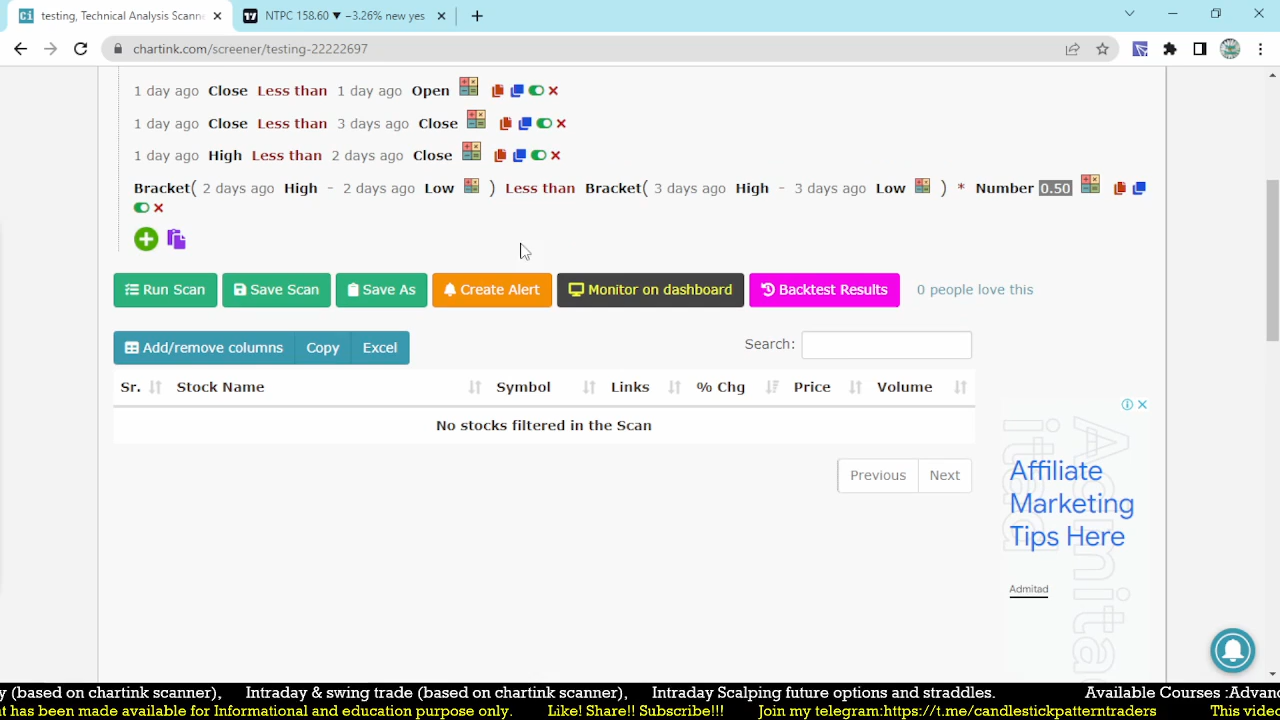 testing, Technical Analysis Scann
NTPC 158.60 ▼ −3.26% new yes
chartink.com/screener/testing-22222697
1 day ago Close Less than 1 day ago Open
1 day ago Close Less than 3 days ago Close
1 day ago High Less than 2 days ago Close
Bracket( 2 days ago High - 2 days ago Low ) Less than Bracket( 3 days ago High - 3 days ago Low ) * Number 0.50
Run Scan Save Scan Save As Create Alert Monitor on dashboard Backtest Results 0 people love this
Add/remove columns Copy Excel Search:
Sr. Stock Name Symbol Links % Chg Price Volume
No stocks filtered in the Scan
Previous Next
Affiliate
Marketing
Tips Here
Admitad
y (based on chartink scanner), Intraday & swing trade (based on chartink scanner), Intraday Scalping future options and straddles. Available Courses :Advanc
t has been made available for Informational and education purpose only. Like! Share!! Subscribe!!! Join my telegram:https://t.me/candlestickpatterntraders This video